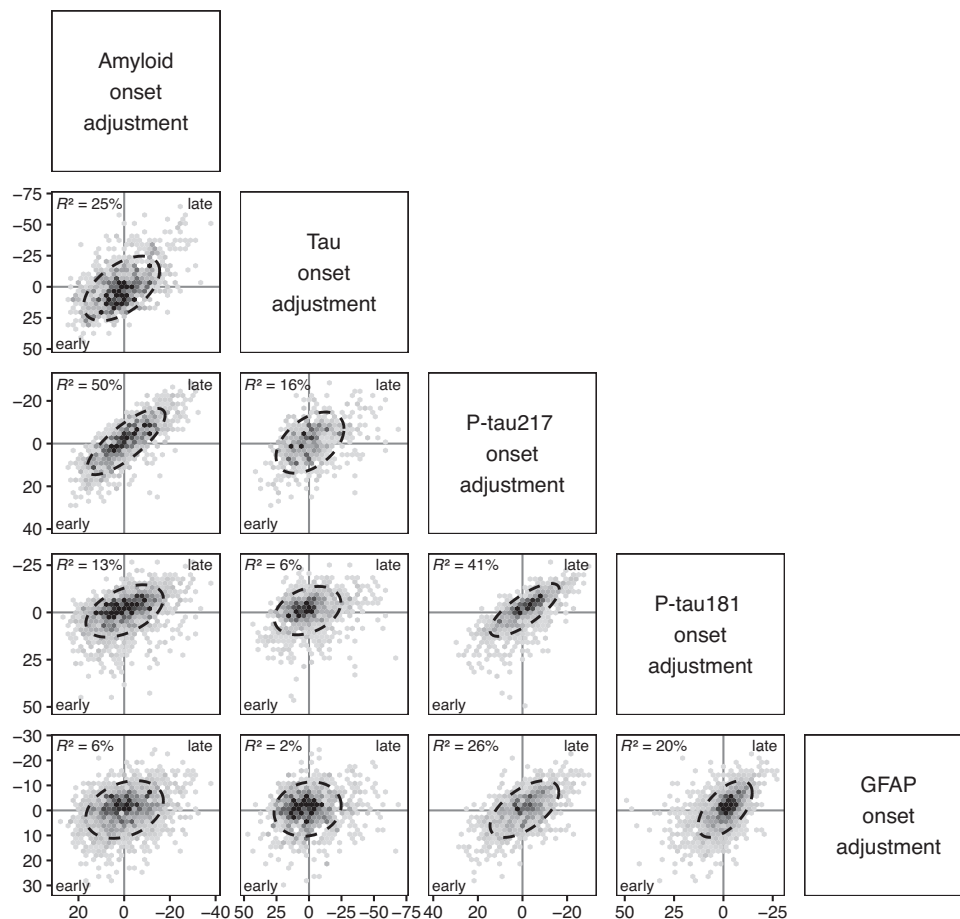 Amyloid
onset
adjustment
−75
−50
−25
0
25
50
R² = 25%
late
early
Tau
onset
adjustment
−20
0
20
40
R² = 50%
late
early
R² = 16%
late
P-tau217
onset
adjustment
−25
0
25
50
R² = 13%
late
early
R² = 6%
late
early
R² = 41%
late
early
P-tau181
onset
adjustment
−30
−20
−10
0
10
20
30
R² = 6%
late
early
R² = 2%
late
early
R² = 26%
late
early
R² = 20%
late
early
GFAP
onset
adjustment
20 0 −20 −40
50 25 0 −25 −50 −75
40 20 0 −20
50 25 0 −25